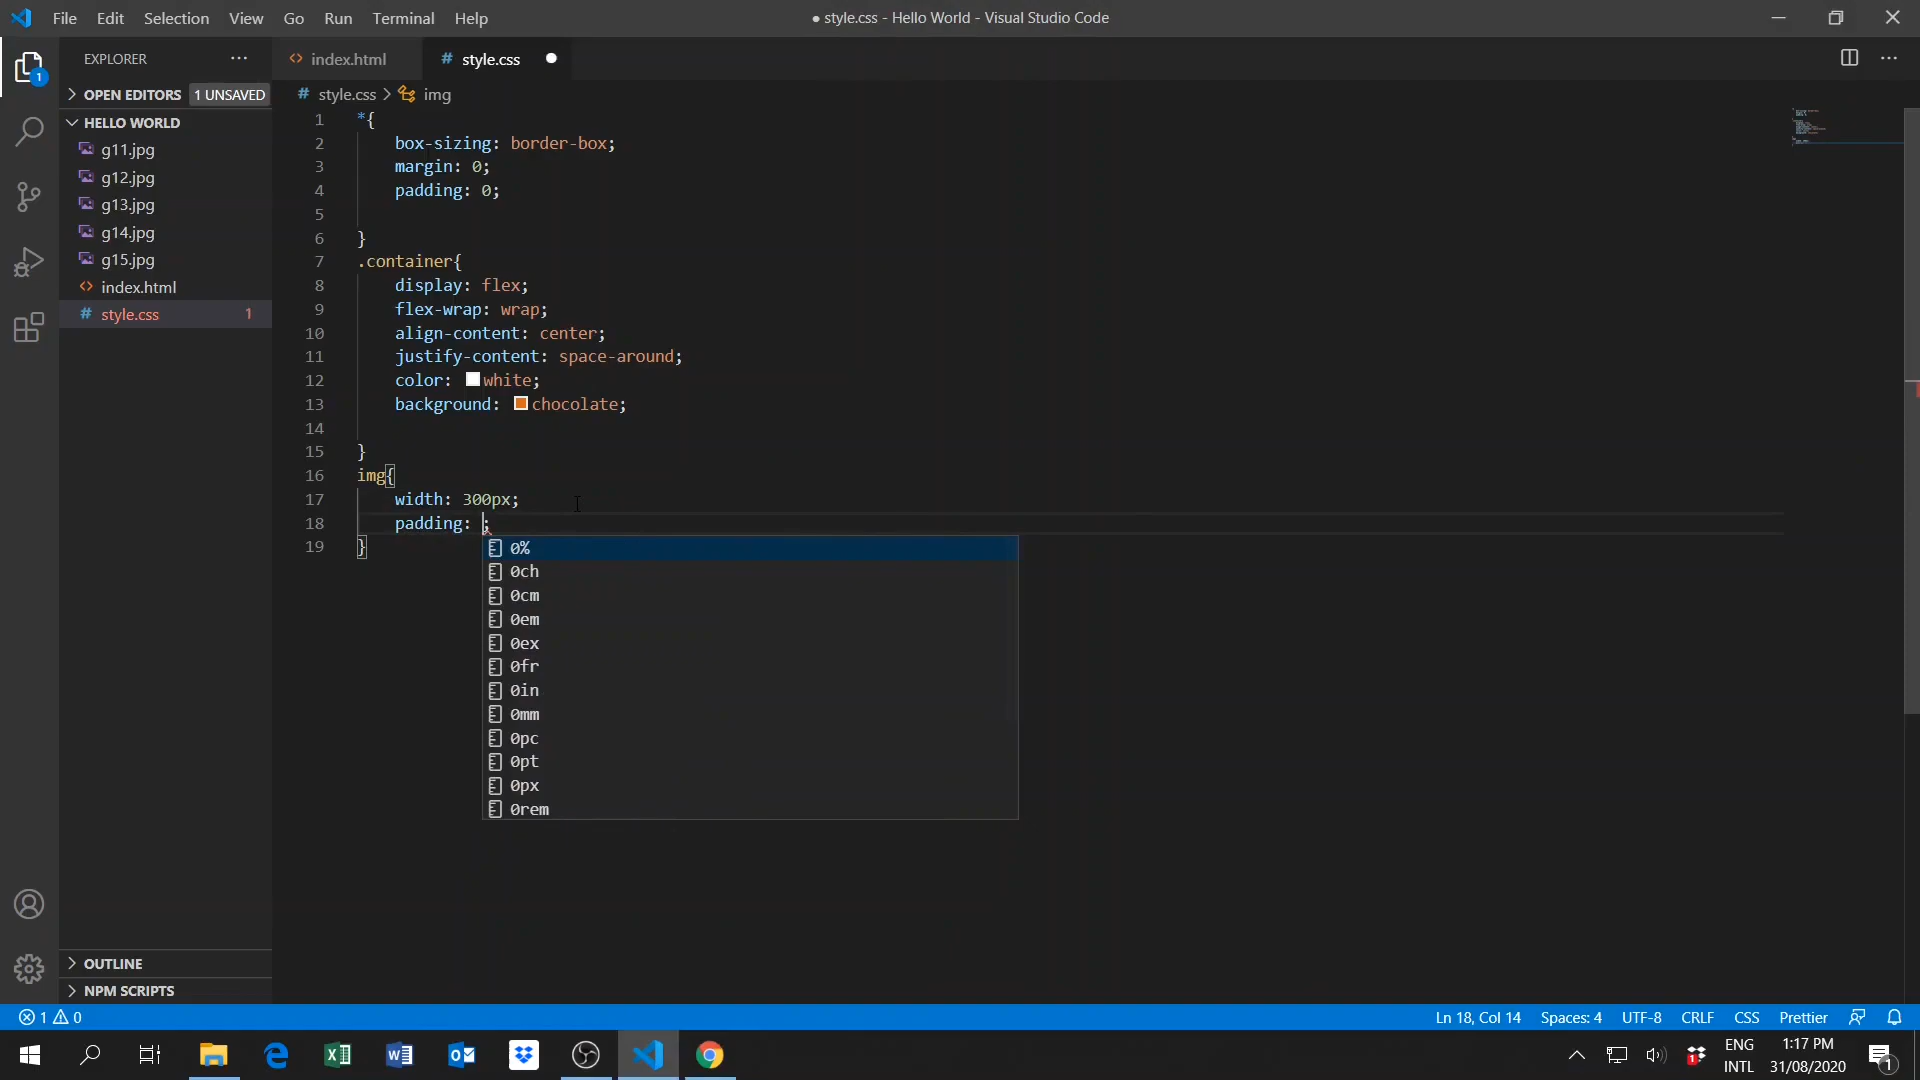 File Edit Selection View Go Run Terminal Help
● style.css - Hello World - Visual Studio Code
EXPLORER
index.html
# style.css
1
OPEN EDITORS 1 UNSAVED
# style.css > img
HELLO WORLD
g11.jpg
g12.jpg
g13.jpg
g14.jpg
g15.jpg
index.html
# style.css 1
1 *{
2 box-sizing: border-box;
3 margin: 0;
4 padding: 0;
5
6 }
7 .container{
8 display: flex;
9 flex-wrap: wrap;
10 align-content: center;
11 justify-content: space-around;
12 color: white;
13 background: chocolate;
14
15 }
16 img{
17 width: 300px;
18 padding: ;
19 }
0%
0ch
0cm
0em
0ex
0fr
0in
0mm
0pc
0pt
0px
0rem
OUTLINE
NPM SCRIPTS
1 0
Ln 18, Col 14 Spaces: 4 UTF-8 CRLF CSS Prettier
ENG
INTL
1:17 PM
31/08/2020
1
1